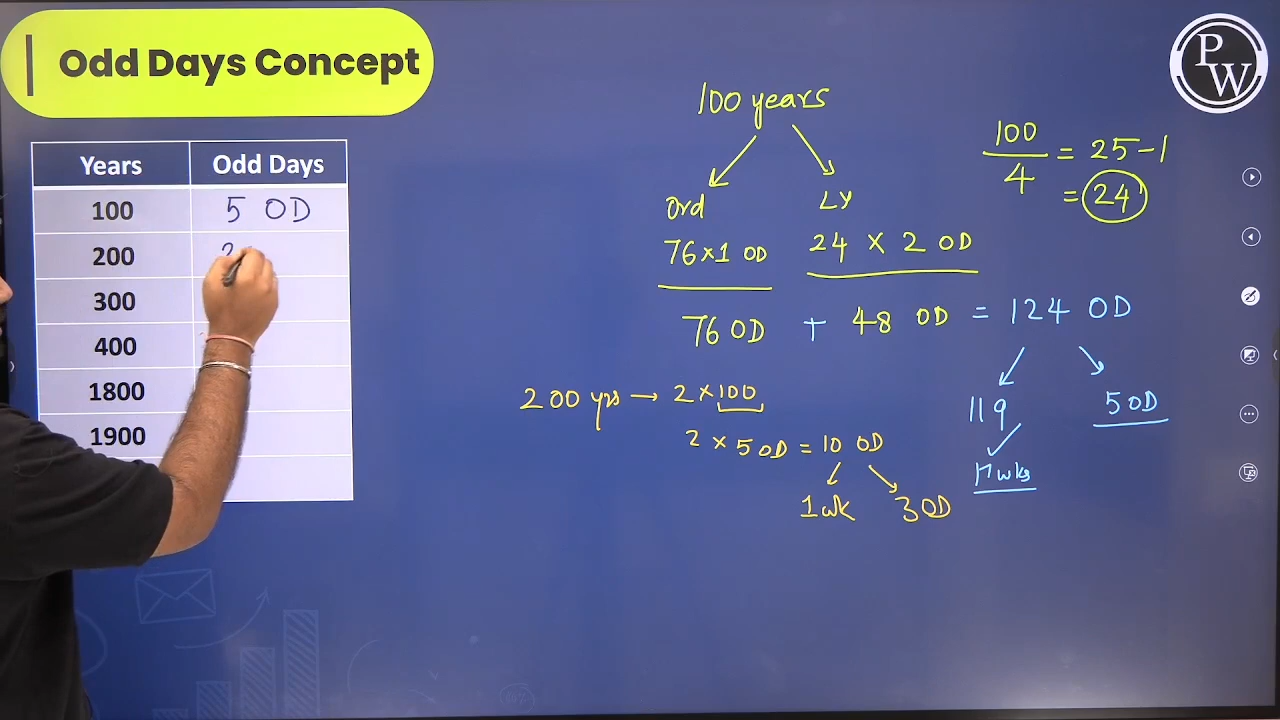 Odd Days Concept
PW
Years Odd Days
100 5 OD
200 3
300
400
1800
1900
100 years
Ord LY
76×1 OD 24 × 2 OD
76 OD + 48 OD = 124 OD
119 5 OD
17 wks
100/4 = 25-1
= 24
200 yrs → 2 × 100
2 × 5 OD = 10 OD
1 wk 3 OD